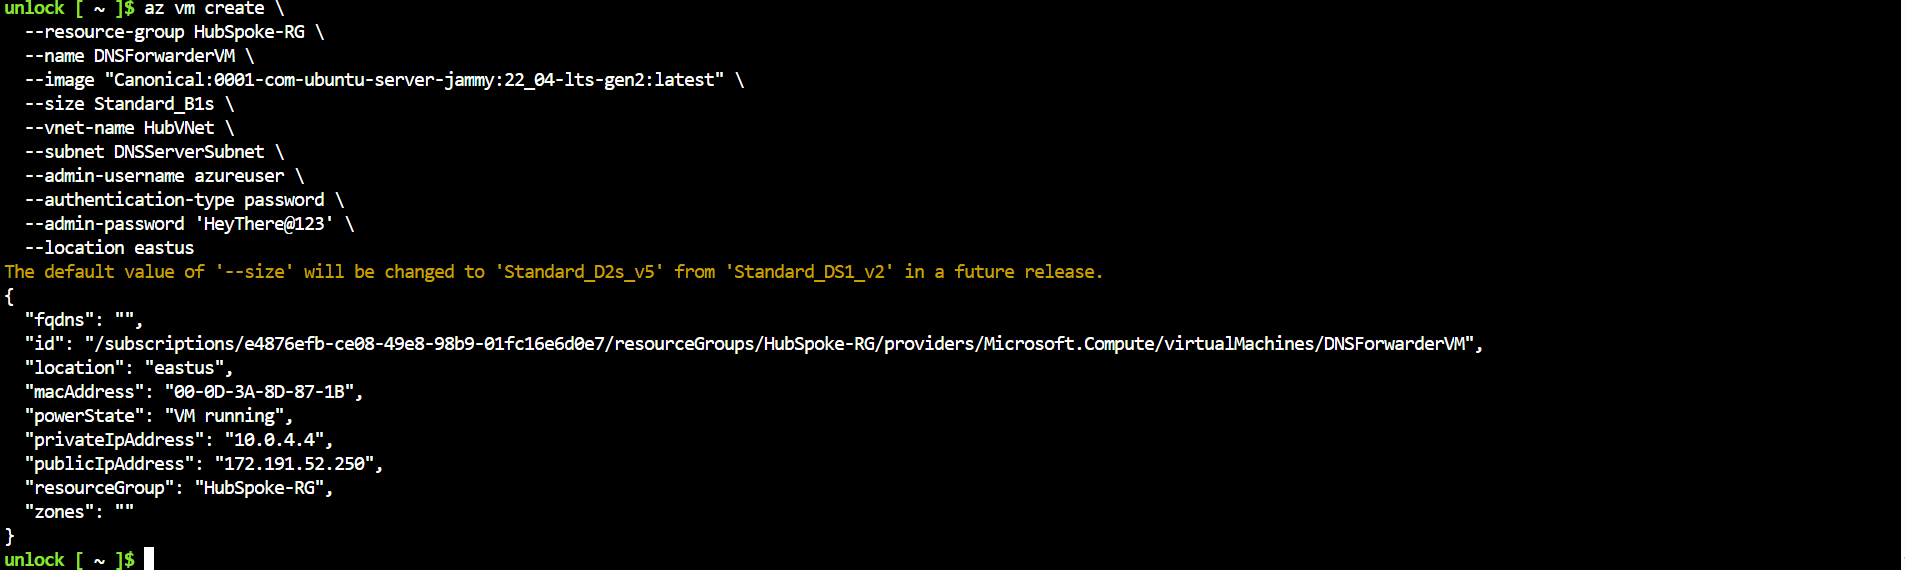 unlock [ ~ ]$ az vm create \
--resource-group HubSpoke-RG \
--name DNSForwarderVM \
--image "Canonical:0001-com-ubuntu-server-jammy:22_04-lts-gen2:latest" \
--size Standard_B1s \
--vnet-name HubVNet \
--subnet DNSServerSubnet \
--admin-username azureuser \
--authentication-type password \
--admin-password 'HeyThere@123' \
--location eastus
The default value of '--size' will be changed to 'Standard_D2s_v5' from 'Standard_DS1_v2' in a future release.
{
"fqdns": "",
"id": "/subscriptions/e4876efb-ce08-49e8-98b9-01fc16e6d0e7/resourceGroups/HubSpoke-RG/providers/Microsoft.Compute/virtualMachines/DNSForwarderVM",
"location": "eastus",
"macAddress": "00-0D-3A-8D-87-1B",
"powerState": "VM running",
"privateIpAddress": "10.0.4.4",
"publicIpAddress": "172.191.52.250",
"resourceGroup": "HubSpoke-RG",
"zones": ""
}
unlock [ ~ ]$